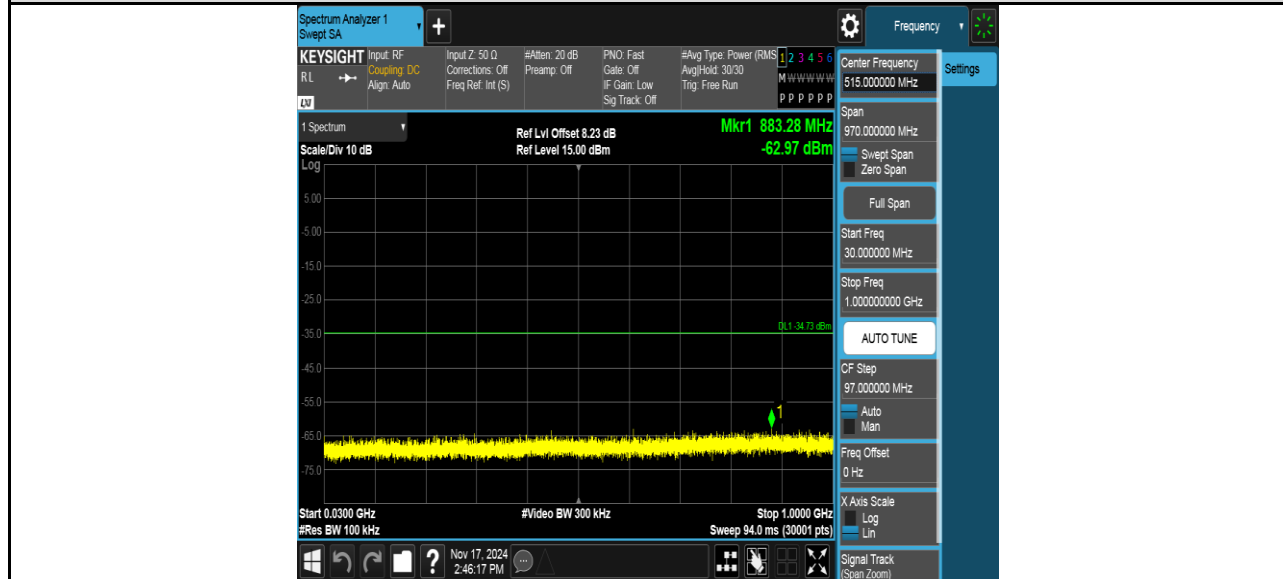 Spectrum Analyzer 1
Swept SA
+
Frequency
KEYSIGHT
RL
LXI
Input: RF
Coupling: DC
Align: Auto
Input Z: 50 Ω
Corrections: Off
Freq Ref: Int (S)
#Atten: 20 dB
Preamp: Off
PNO: Fast
Gate: Off
IF Gain: Low
Sig Track: Off
#Avg Type: Power (RMS
Avg|Hold: 30/30
Trig: Free Run
1 2 3 4 5 6
M W W W W W
P P P P P P
1 Spectrum
Scale/Div 10 dB
Log
Ref Lvl Offset 8.23 dB
Ref Level 15.00 dBm
Mkr1 883.28 MHz
-62.97 dBm
5.00
-5.00
-15.0
-25.0
-35.0
-45.0
-55.0
-65.0
-75.0
DL1 -34.73 dBm
1
Start 0.0300 GHz
#Res BW 100 kHz
#Video BW 300 kHz
Stop 1.0000 GHz
Sweep 94.0 ms (30001 pts)
?
Nov 17, 2024
2:46:17 PM
Center Frequency
515.000000 MHz
Span
970.000000 MHz
Swept Span
Zero Span
Full Span
Start Freq
30.000000 MHz
Stop Freq
1.000000000 GHz
AUTO TUNE
CF Step
97.000000 MHz
Auto
Man
Freq Offset
0 Hz
X Axis Scale
Log
Lin
Signal Track
(Span Zoom)
Settings